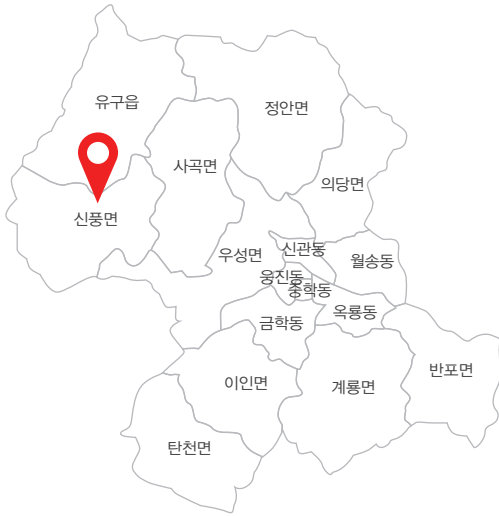 유구읍
정안면
사곡면
의당면
신풍면
우성면
신관동
월송동
웅진동
중학동
옥룡동
금학동
반포면
이인면
계룡면
탄천면